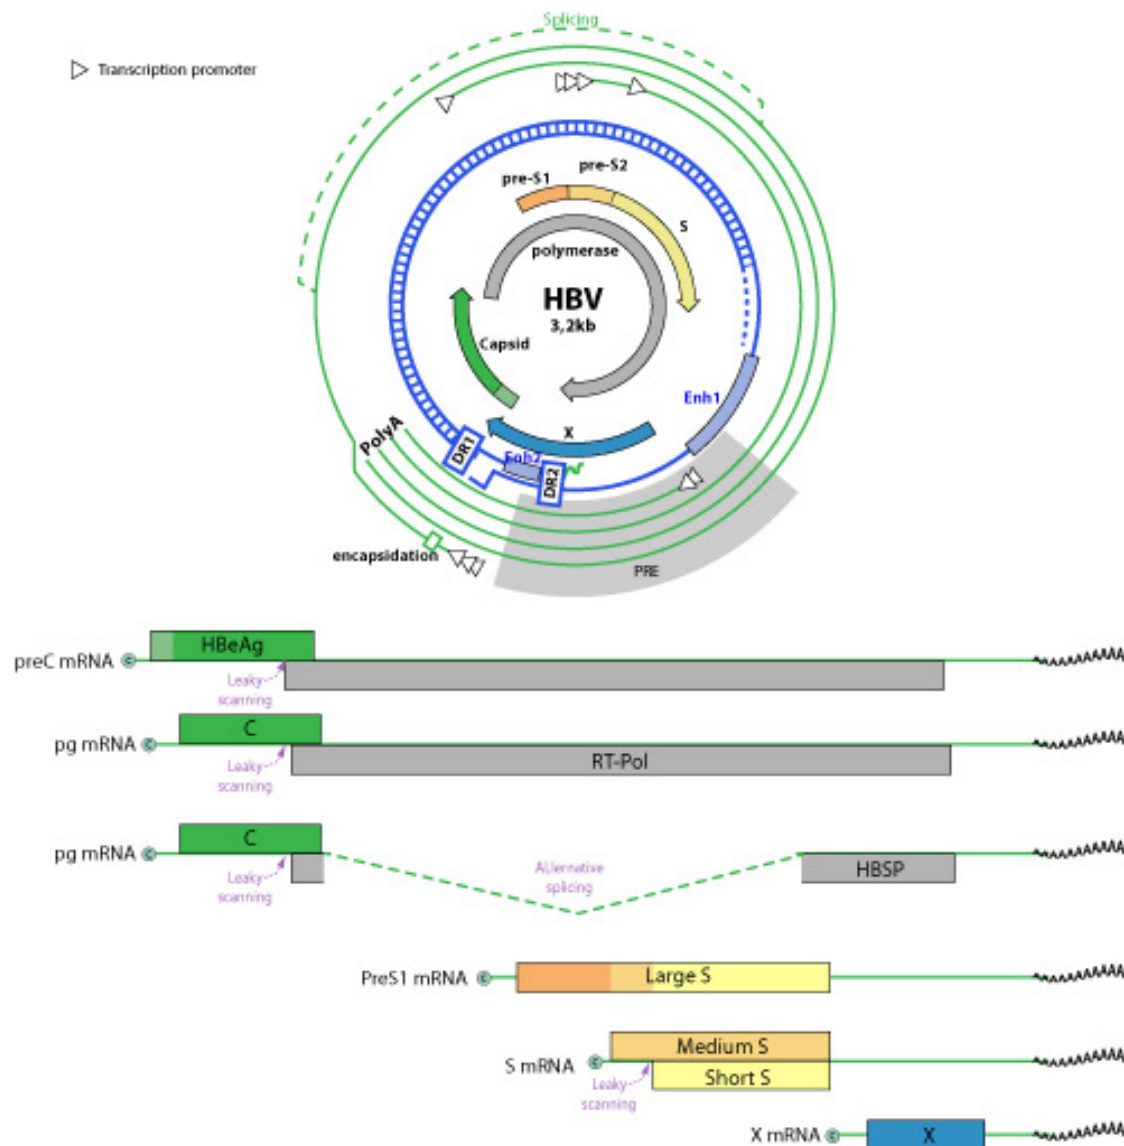 Splicing
Transcription promoter
pre-S1
pre-S2
S
polymerase
HBV
3,2kb
Capsid
Enh1
X
PolyA
DR1
Enh2
DR2
encapsidation
PRE
HBeAg
preC mRNA
C
Leaky
scanning
C
pg mRNA
C
Leaky
scanning
RT-Pol
C
pg mRNA
C
Leaky
scanning
ALlernative
splicing
HBSP
PreS1 mRNA
C
Large S
Medium S
S mRNA
C
Leaky
scanning
Short S
X mRNA
C
X